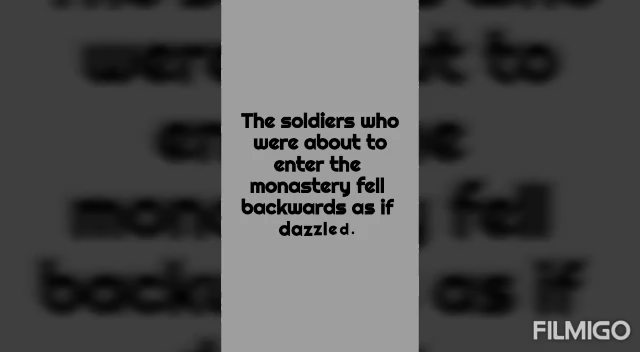 The soldiers who
were about to
enter the
monastery fell
backwards as if
dazzled.
FILMIGO